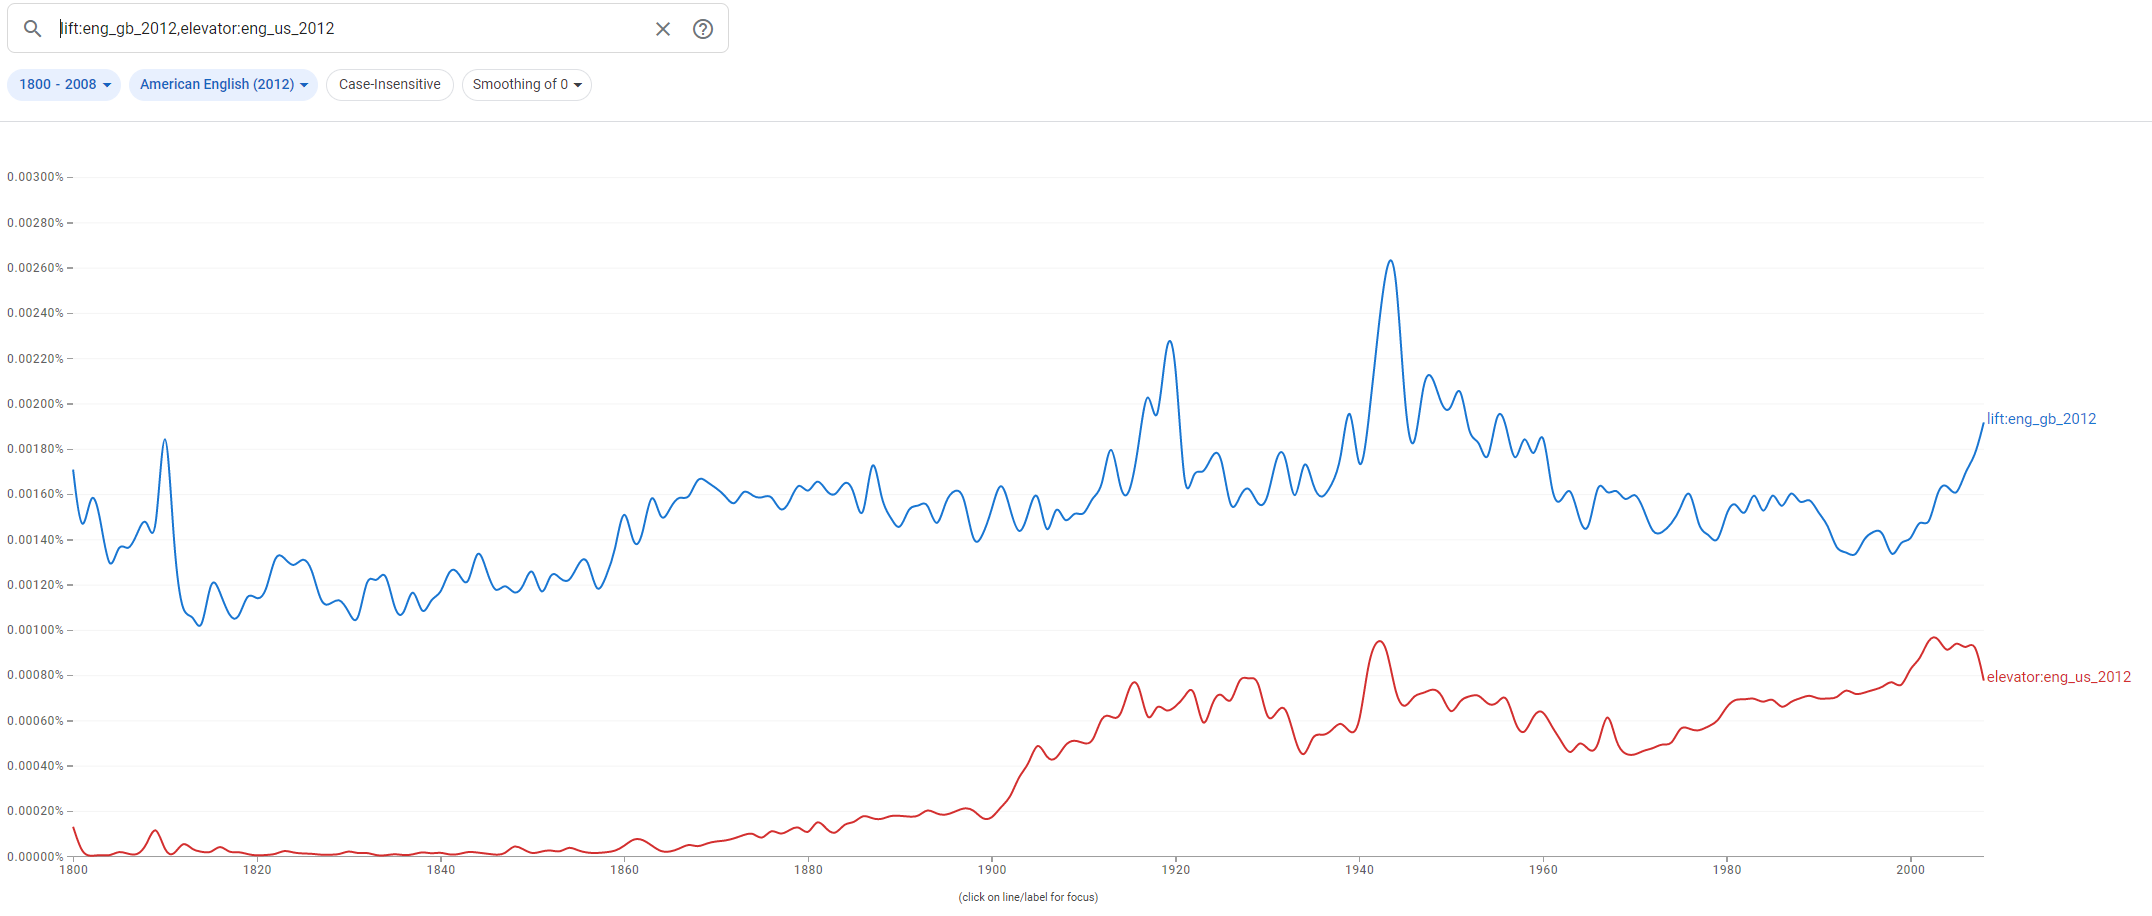 lift:eng_gb_2012,elevator:eng_us_2012
1800 - 2008 American English (2012) Case-Insensitive Smoothing of 0
0.00300%
0.00280%
0.00260%
0.00240%
0.00220%
0.00200%
0.00180%
0.00160%
0.00140%
0.00120%
0.00100%
0.00080%
0.00060%
0.00040%
0.00020%
0.00000%
lift:eng_gb_2012
elevator:eng_us_2012
1800 1820 1840 1860 1880 1900 1920 1940 1960 1980 2000
(click on line/label for focus)